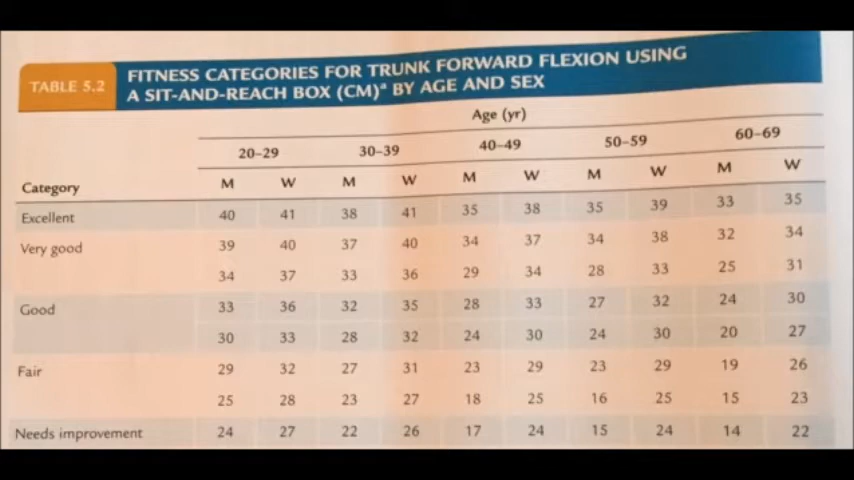 TABLE 5.2
FITNESS CATEGORIES FOR TRUNK FORWARD FLEXION USING
A SIT-AND-REACH BOX (CM)ª BY AGE AND SEX
Age (yr)
20–29 30–39 40–49 50–59 60–69
Category M W M W M W M W M W
Excellent 40 41 38 41 35 38 35 39 33 35
Very good 39 40 37 40 34 37 34 38 32 34
34 37 33 36 29 34 28 33 25 31
Good 33 36 32 35 28 33 27 32 24 30
30 33 28 32 24 30 24 30 20 27
Fair 29 32 27 31 23 29 23 29 19 26
25 28 23 27 18 25 16 25 15 23
Needs improvement 24 27 22 26 17 24 15 24 14 22